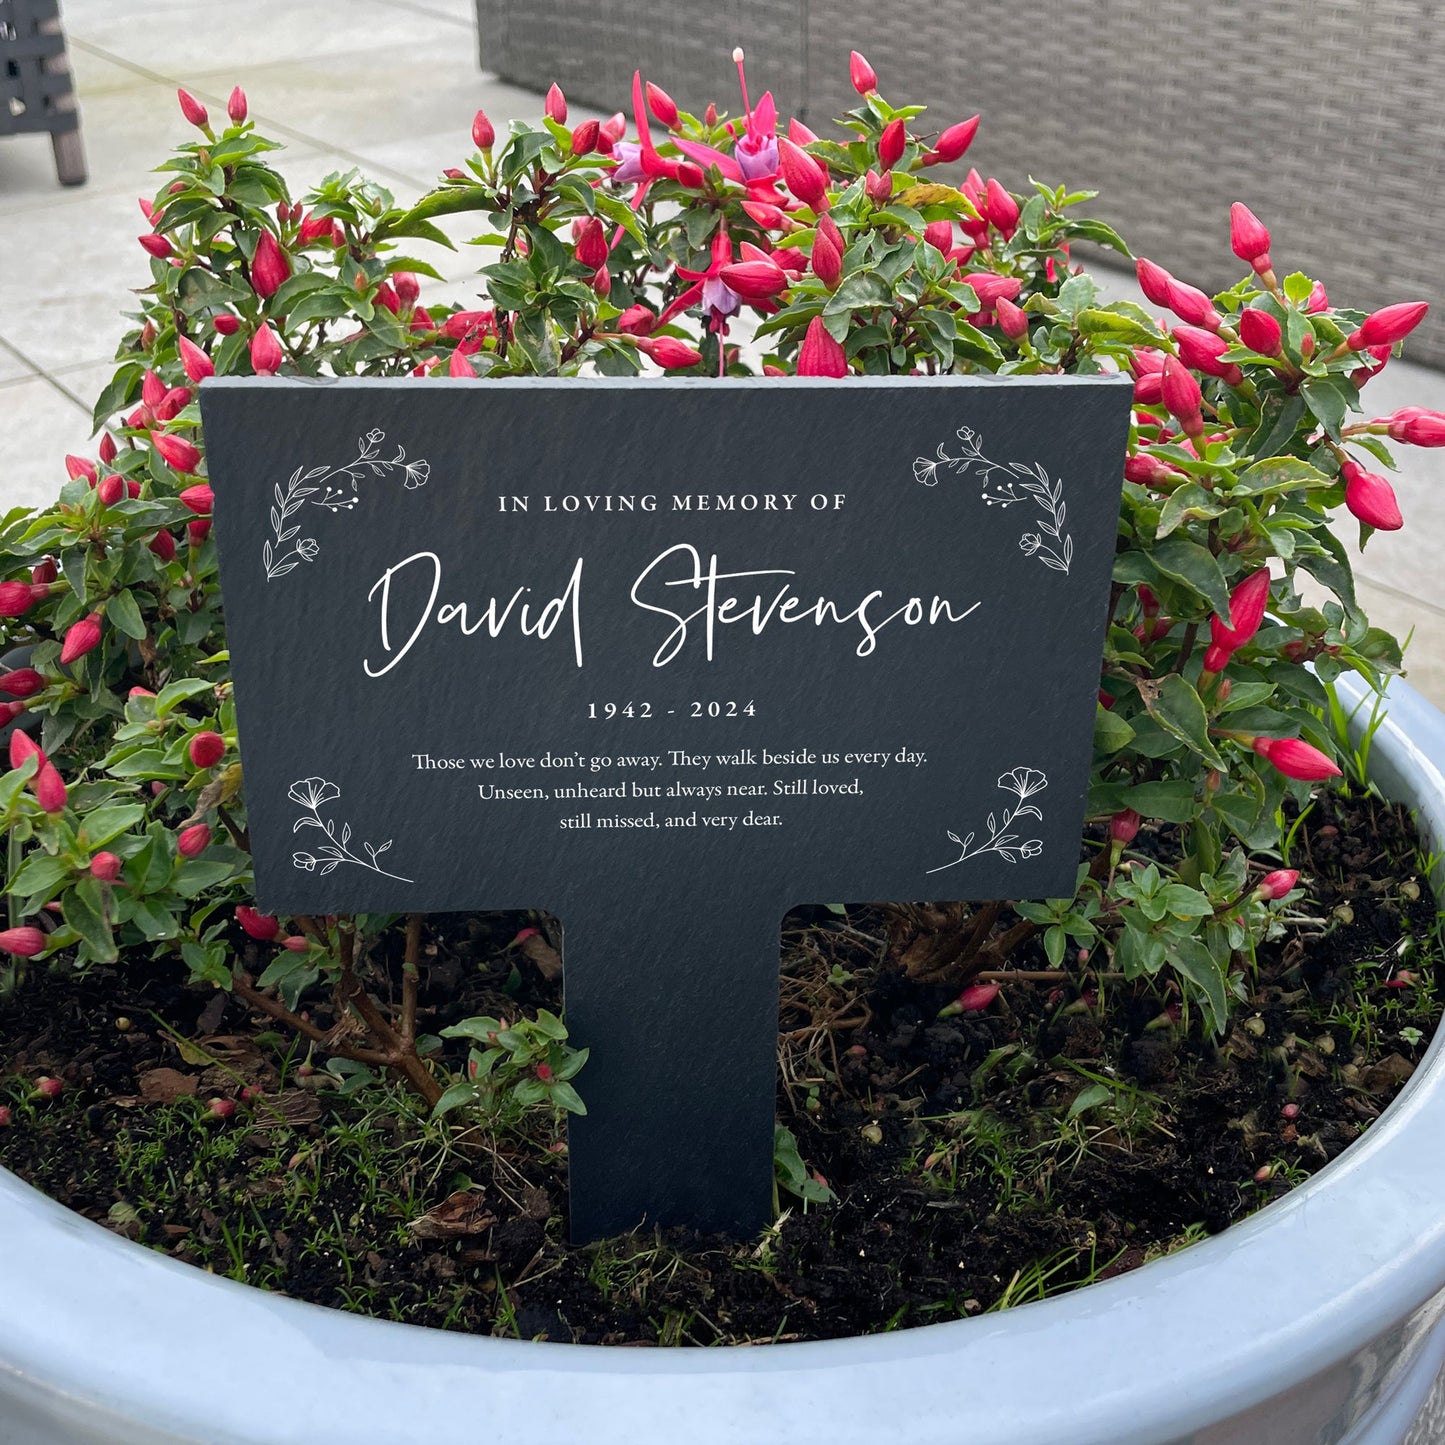 IN LOVING MEMORY OF
David Stevenson
1942 - 2024
Those we love don’t go away. They walk beside us every day.
Unseen, unheard but always near. Still loved,
still missed, and very dear.